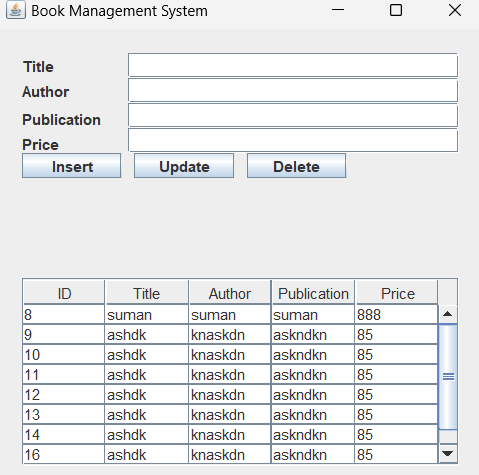 Book Management System
Title
Author
Publication
Price
Insert Update Delete
ID Title Author Publication Price
8 suman suman suman 888
9 ashdk knaskdn askndkn 85
10 ashdk knaskdn askndkn 85
11 ashdk knaskdn askndkn 85
12 ashdk knaskdn askndkn 85
13 ashdk knaskdn askndkn 85
14 ashdk knaskdn askndkn 85
16 ashdk knaskdn askndkn 85